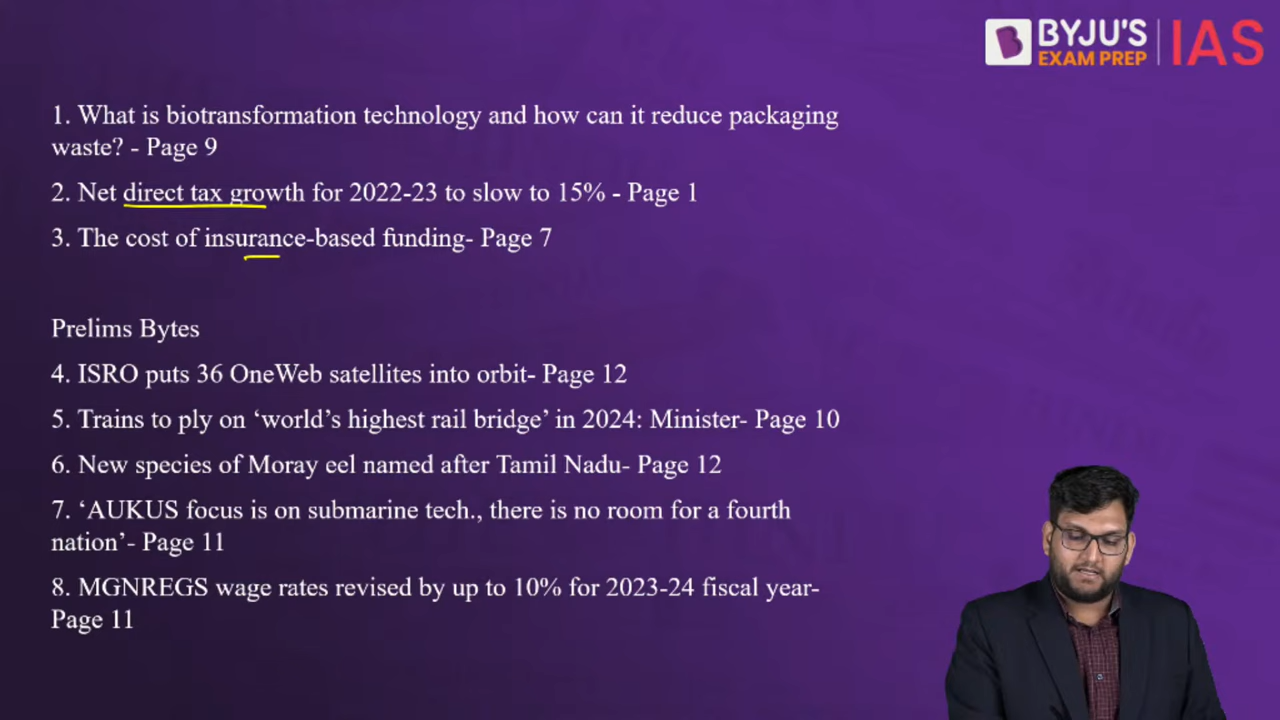 BYJU'S
EXAM PREP
IAS
1. What is biotransformation technology and how can it reduce packaging
waste? - Page 9
2. Net direct tax growth for 2022-23 to slow to 15% - Page 1
3. The cost of insurance-based funding- Page 7
Prelims Bytes
4. ISRO puts 36 OneWeb satellites into orbit- Page 12
5. Trains to ply on ‘world’s highest rail bridge’ in 2024: Minister- Page 10
6. New species of Moray eel named after Tamil Nadu- Page 12
7. ‘AUKUS focus is on submarine tech., there is no room for a fourth
nation’- Page 11
8. MGNREGS wage rates revised by up to 10% for 2023-24 fiscal year-
Page 11